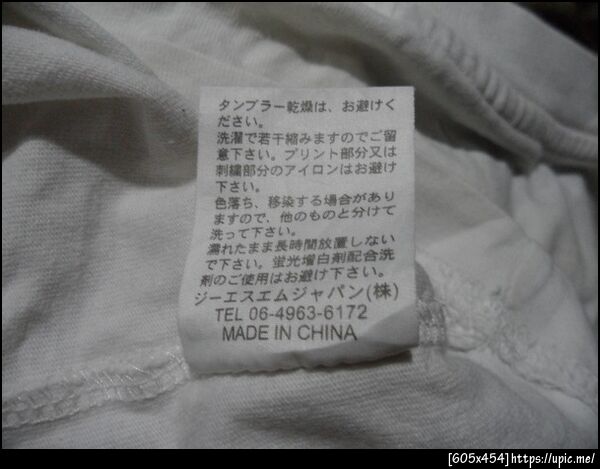 タンブラー乾燥は、お避けく
ださい。
洗濯で若干縮みますのでご留
意下さい。プリント部分又は
刺繍部分のアイロンはお避け
下さい。
色落ち、移染する場合があり
ますので、他のものと分けて
洗って下さい。
濡れたまま長時間放置しない
で下さい。蛍光増白剤配合洗
剤のご使用はお避け下さい。
ジーエスエムジャパン(株)
TEL 06-4963-6172
MADE IN CHINA
[605x454]https://upic.me/